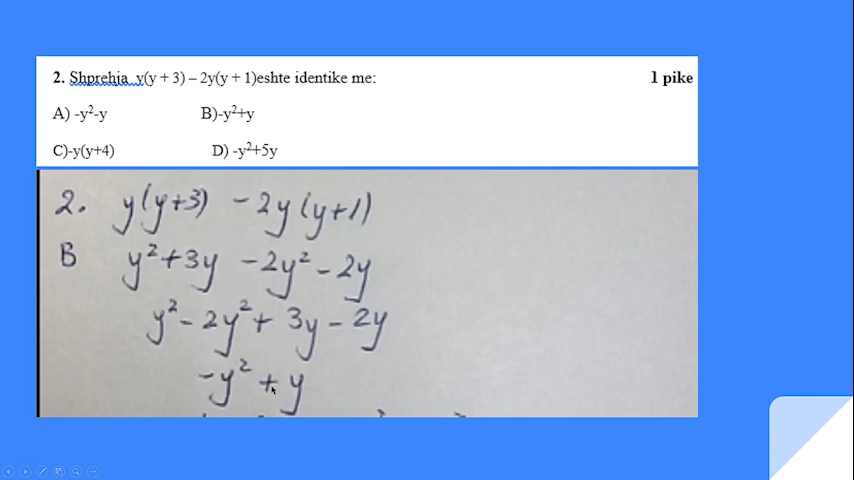 2. Shprehja y(y + 3) – 2y(y + 1)eshte identike me: 1 pike
A) -y²-y B)-y²+y
C)-y(y+4) D) -y²+5y
2. y(y+3) -2y(y+1)
B y²+3y -2y² -2y
y² - 2y² + 3y - 2y
-y² + y